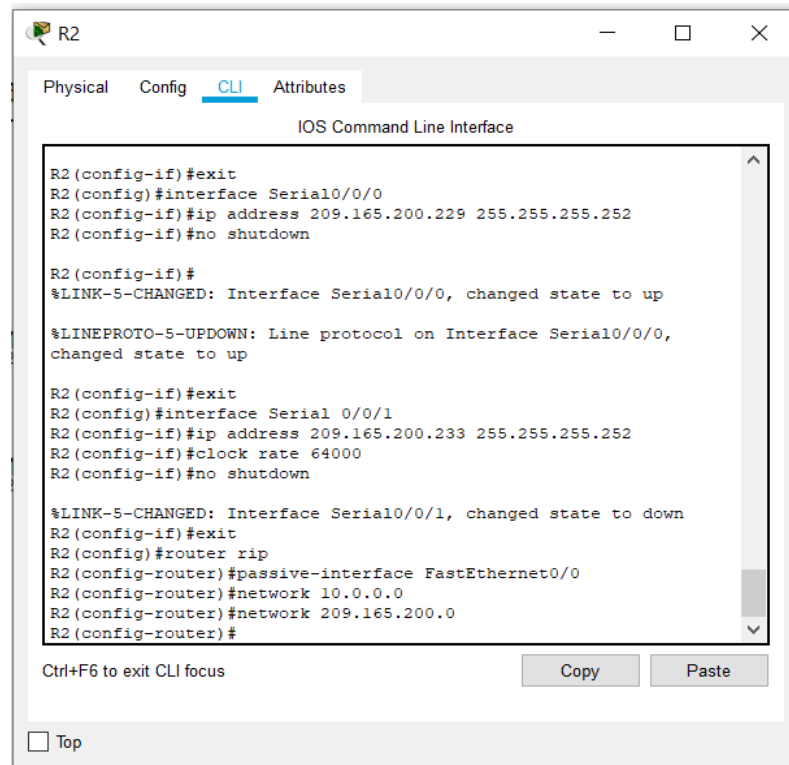 R2
Physical Config CLI Attributes
IOS Command Line Interface
R2(config-if)#exit
R2(config)#interface Serial0/0/0
R2(config-if)#ip address 209.165.200.229 255.255.255.252
R2(config-if)#no shutdown
R2(config-if)#
%LINK-5-CHANGED: Interface Serial0/0/0, changed state to up
%LINEPROTO-5-UPDOWN: Line protocol on Interface Serial0/0/0,
changed state to up
R2(config-if)#exit
R2(config)#interface Serial 0/0/1
R2(config-if)#ip address 209.165.200.233 255.255.255.252
R2(config-if)#clock rate 64000
R2(config-if)#no shutdown
%LINK-5-CHANGED: Interface Serial0/0/1, changed state to down
R2(config-if)#exit
R2(config)#router rip
R2(config-router)#passive-interface FastEthernet0/0
R2(config-router)#network 10.0.0.0
R2(config-router)#network 209.165.200.0
R2(config-router)#
Ctrl+F6 to exit CLI focus Copy Paste
Top